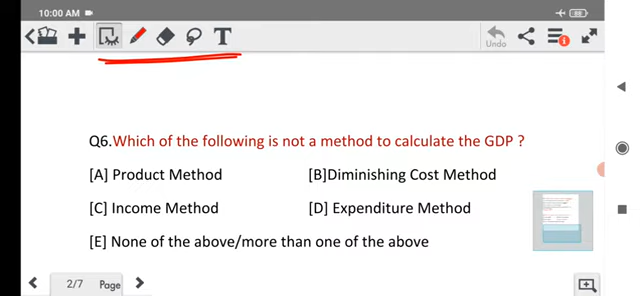 10:00 AM
T
Undo
Q6.Which of the following is not a method to calculate the GDP ?
[A] Product Method [B]Diminishing Cost Method
[C] Income Method [D] Expenditure Method
[E] None of the above/more than one of the above
2/7 Page